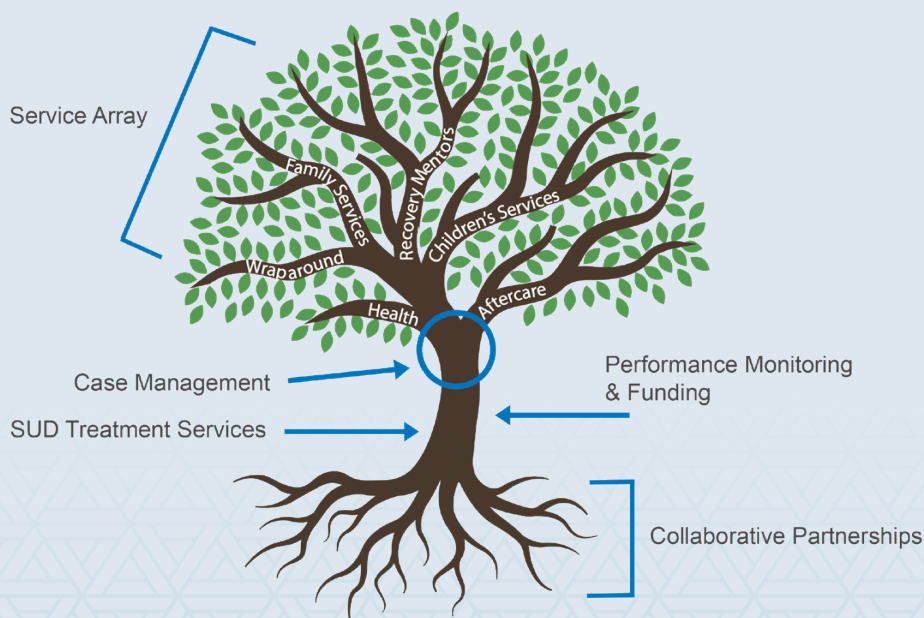 Service Array
Family Services
Recovery Mentors
Children's Services
Wraparound
Health
Aftercare
Case Management
Performance Monitoring
& Funding
SUD Treatment Services
Collaborative Partnerships